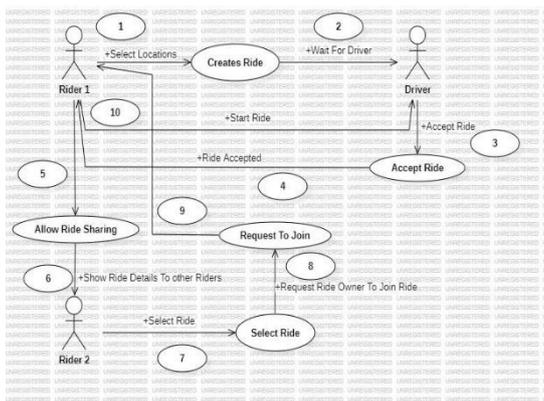 1
2
+Select Locations
Creates Ride
+Wait For Driver
Rider 1
Driver
10
+Start Ride
+Accept Ride
3
+Ride Accepted
Accept Ride
5
4
9
Allow Ride Sharing
Request To Join
6
+Show Ride Details To other Riders
8
+Request Ride Owner To Join Ride
+Select Ride
Select Ride
Rider 2
7